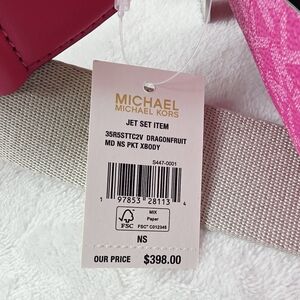 MICHAEL
MICHAEL KORS
JET SET ITEM
35R5STTC2V DRAGONFRUIT
MD NS PKT XBODY
S447-0001
1 97853 28113 4
FSC
MIX
Paper
FSC® C012345
NS
OUR PRICE $398.00